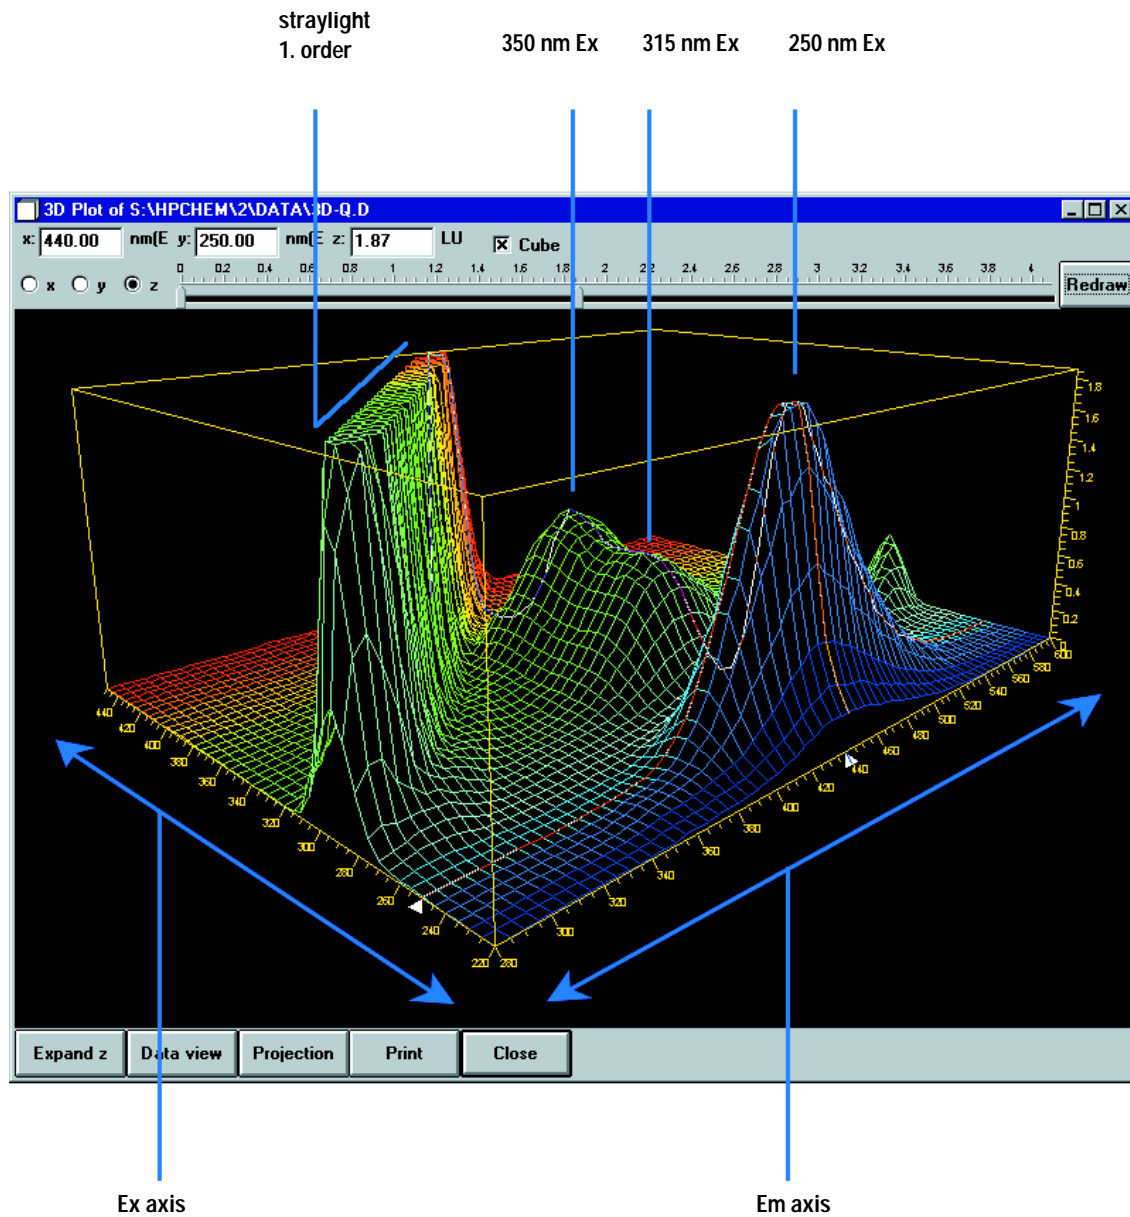 straylight
1. order
350 nm Ex
315 nm Ex
250 nm Ex
3D Plot of S:\HPCHEM\2\DATA\3D-Q.D
x: 440.00 nm(E y: 250.00 nm(E z: 1.87 LU Cube
x y z
0 0.2 0.4 0.6 0.8 1 1.2 1.4 1.6 1.8 2 2.2 2.4 2.6 2.8 3 3.2 3.4 3.6 3.8 4
Redraw
1.8
1.6
1.4
1.2
1
0.8
0.6
0.4
0.2
0
440 420 400 380 360 340 320 300 280 260 240 220
280 300 320 340 360 380 400 420 440 460 480 500 520 540 560 580 600
Expand z
Data view
Projection
Print
Close
Ex axis
Em axis